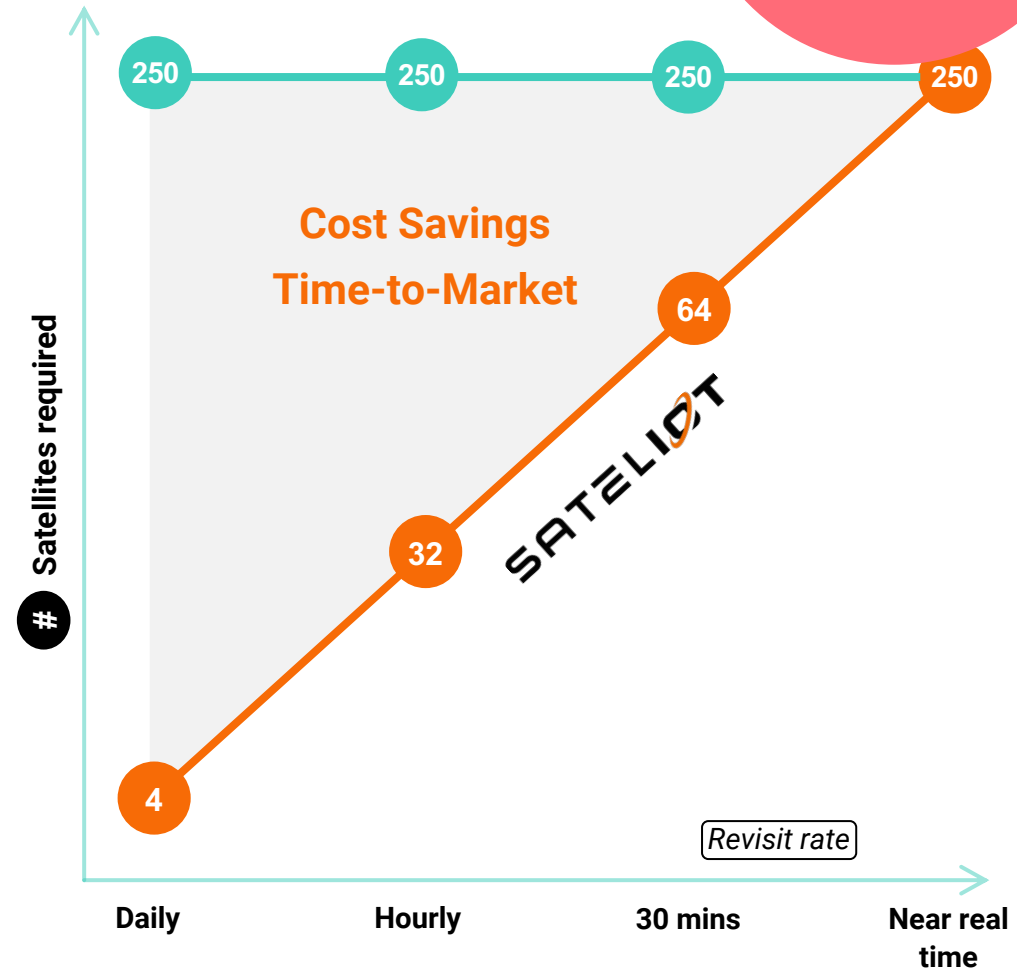 250
250
250
250
Cost Savings
Time-to-Market
64
SATELIOT
32
# Satellites required
4
Revisit rate
Daily
Hourly
30 mins
Near real
time